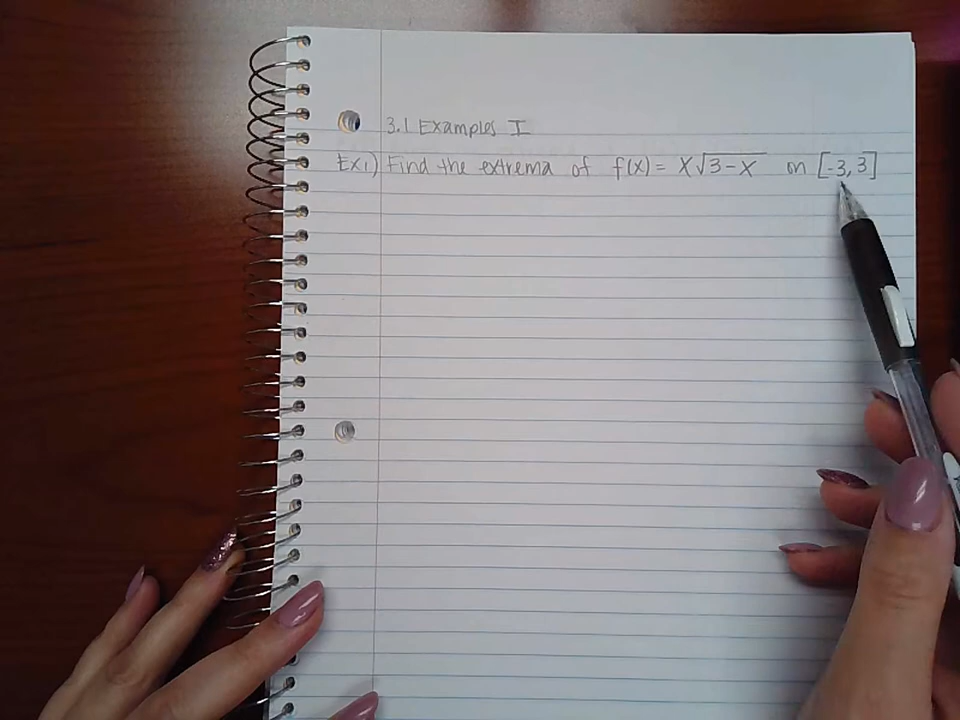 3.1 Examples I
Ex1) Find the extrema of f(x) = x√3-x on [-3,3]